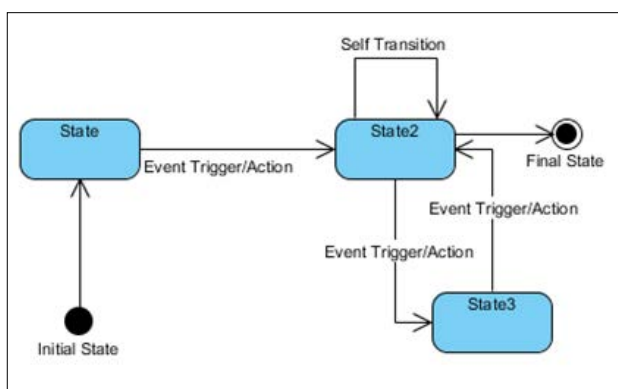 Self Transition
State
State2
Event Trigger/Action
Final State
Event Trigger/Action
Event Trigger/Action
State3
Initial State